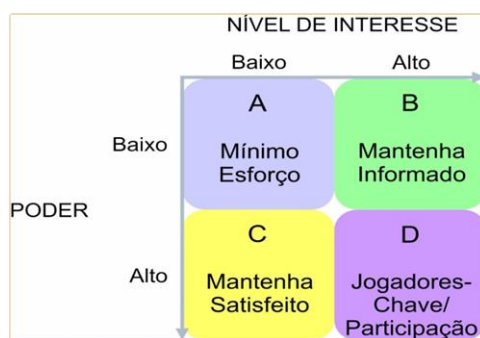 NÍVEL DE INTERESSE
Baixo
Alto
A
B
Baixo
Mínimo
Esforço
Mantenha
Informado
PODER
C
D
Alto
Mantenha
Satisfeito
Jogadores-
Chave/
Participação